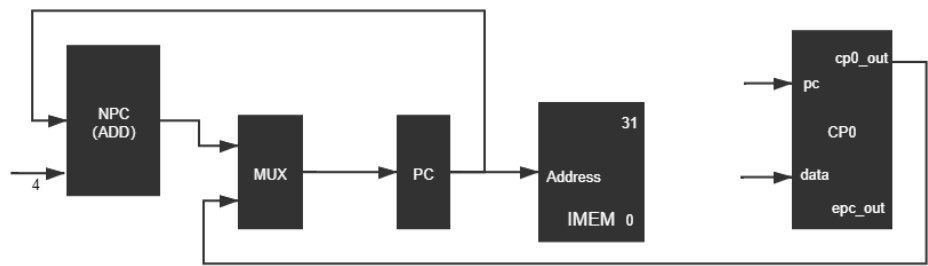 NPC
(ADD)
4
MUX
PC
31
Address
IMEM 0
cp0_out
pc
CP0
data
epc_out